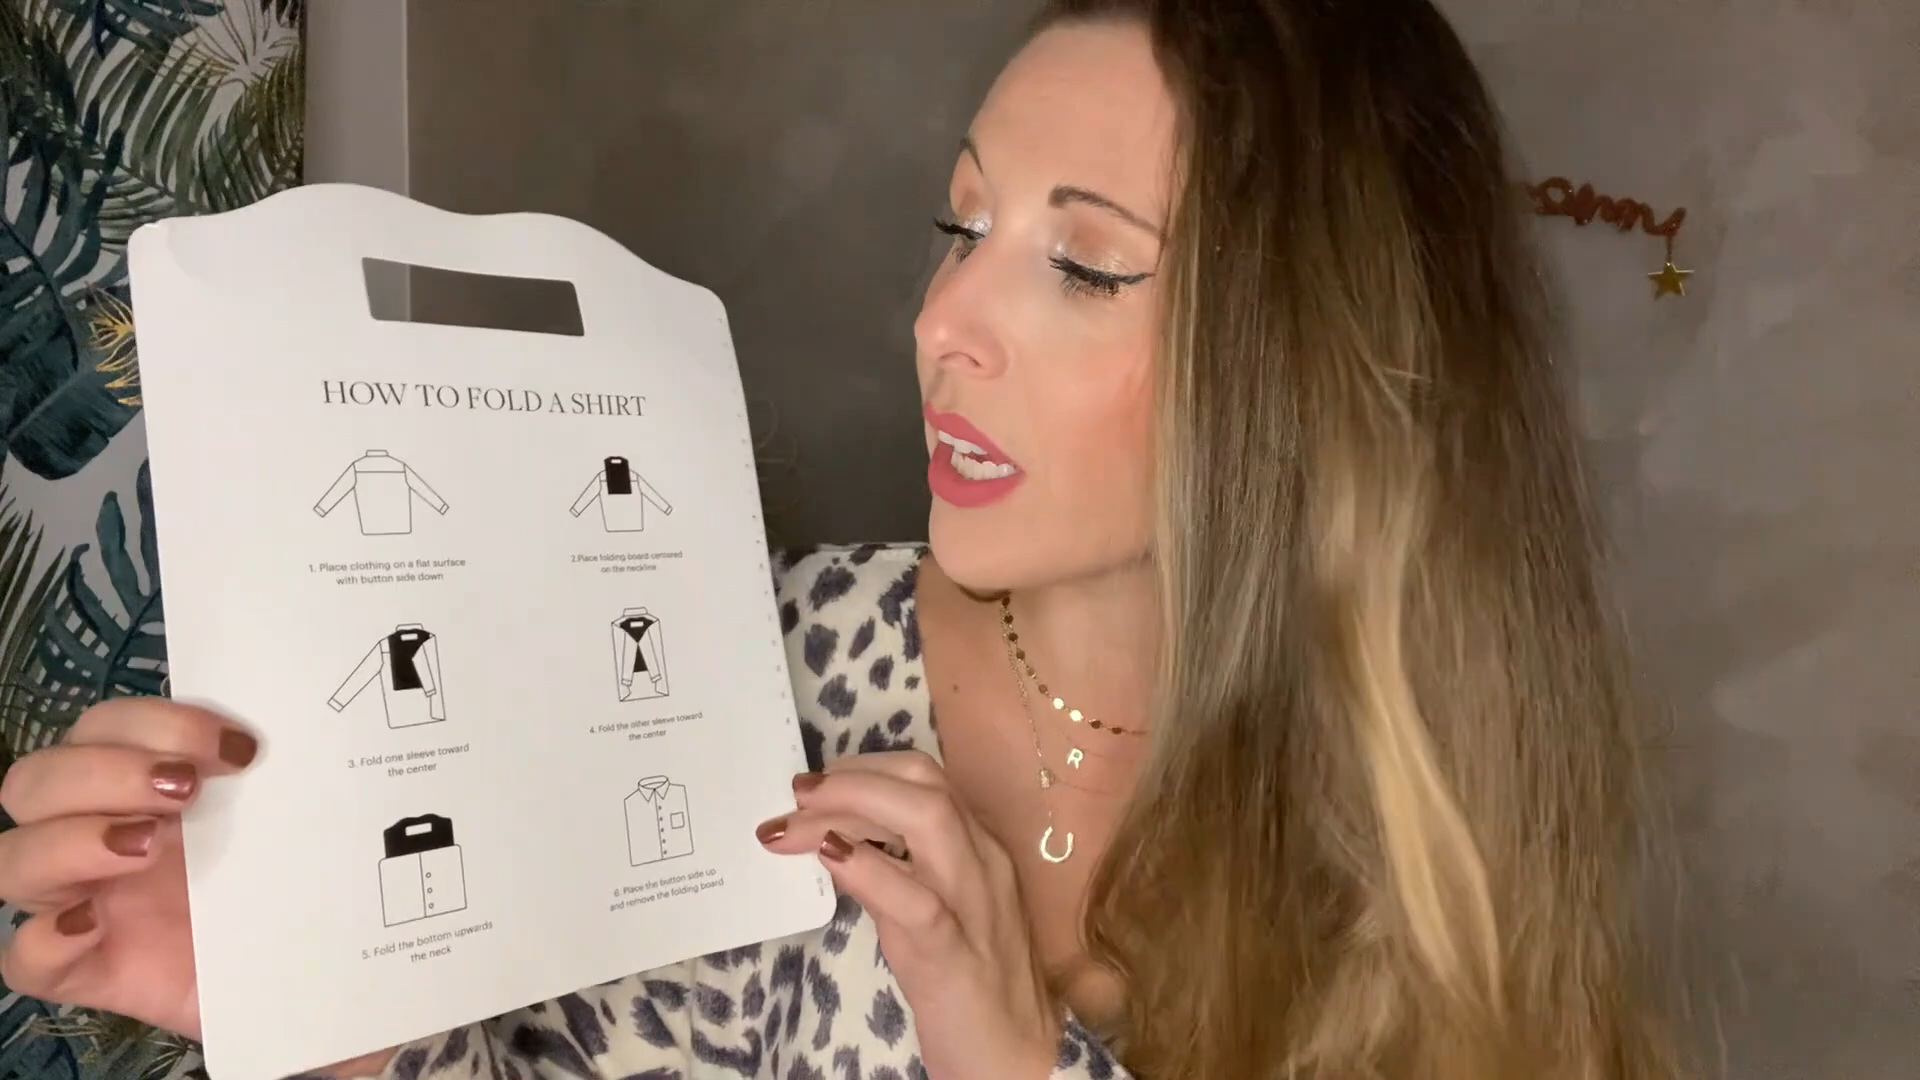 HOW TO FOLD A SHIRT
1. Place clothing on a flat surface
with button side down
2.Place folding board centered
on the neckline
3. Fold one sleeve toward
the center
4. Fold the other sleeve toward
the center
5. Fold the bottom upwards
the neck
6. Place the button side up
and remove the folding board
R